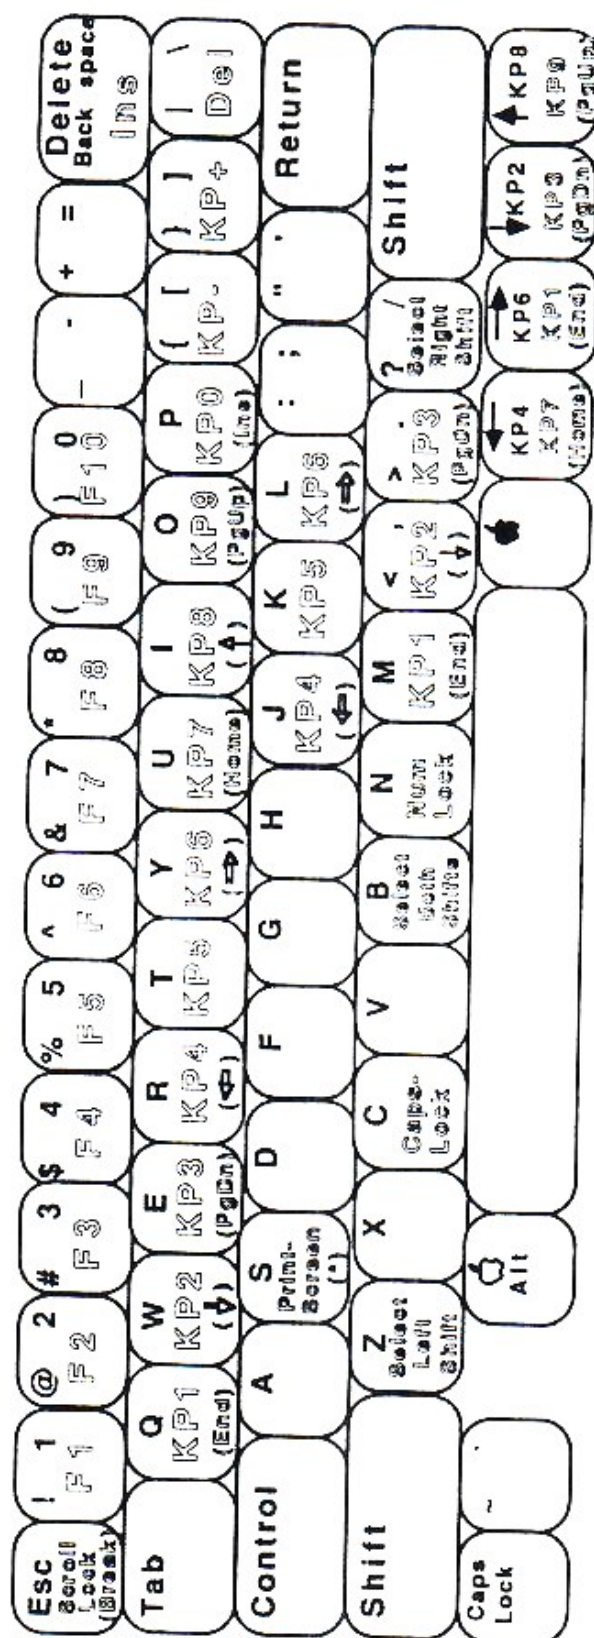 Esc
Scroll
Lock
(Break)
! 1
F1
@ 2
F2
# 3
F3
$ 4
F4
% 5
F5
^ 6
F6
& 7
F7
* 8
F8
( 9
F9
) 0
F10
_ -
+ =
Delete
Back space
Ins
Tab
Q
KP1
(End)
W
KP2
(↓)
E
KP3
(PgDn)
R
KP4
(⇐)
T
KP5
Y
KP6
(⇒)
U
KP7
(Home)
I
KP8
(↑)
O
KP9
(PgUp)
P
KP0
(Ins)
{ [
KP-
} ]
KP+
| \
Del
Control
A
S
Print-
Screen
(*)
D
F
G
H
J
KP4
(⇐)
K
KP5
L
KP6
(⇒)
: ;
" '
Return
Shift
Z
Select
Left
Shift
X
C
Caps-
Lock
V
B
Select
Both
Shifts
N
Num
Lock
M
KP1
(End)
< ,
KP2
(↓)
> .
KP3
(PgDn)
? /
Select
Right
Shift
Shift
Caps
Lock
~ `
Alt
←
KP4
KP7
(Home)
→
KP6
KP1
(End)
↓KP2
KP3
(PgDn)
↑KP8
KP9
(PgUp)